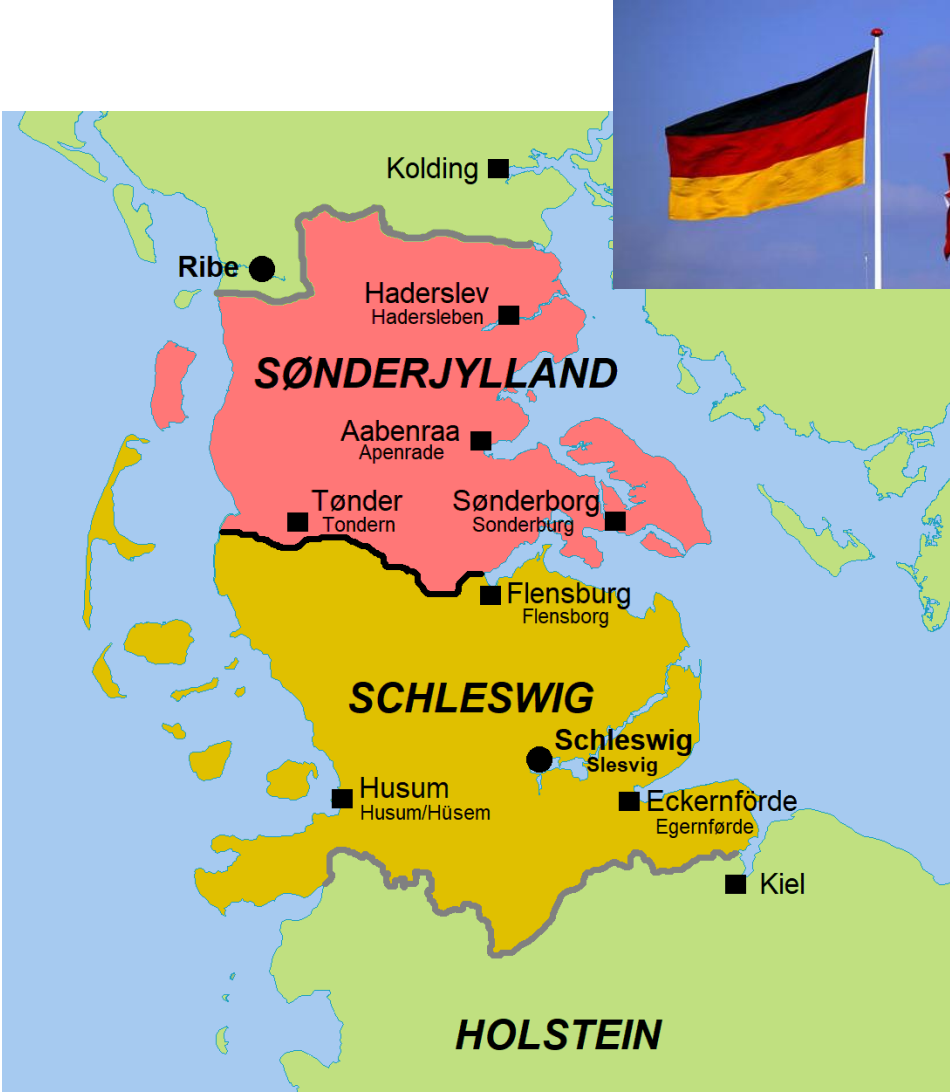 Kolding
Ribe
Haderslev
Hadersleben
SØNDERJYLLAND
Aabenraa
Apenrade
Tønder
Tondern
Sønderborg
Sonderburg
Flensburg
Flensborg
SCHLESWIG
Schleswig
Slesvig
Husum
Husum/Hüsem
Eckernförde
Egernførde
Kiel
HOLSTEIN